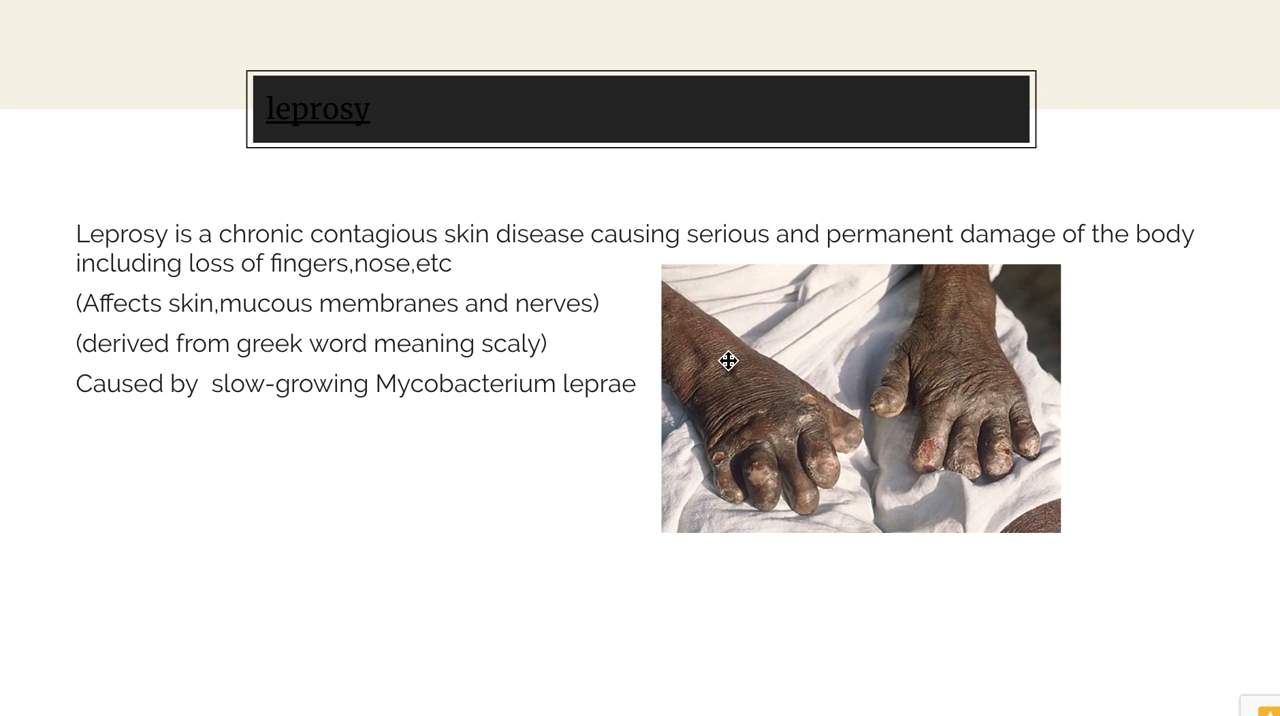 leprosy
Leprosy is a chronic contagious skin disease causing serious and permanent damage of the body
including loss of fingers,nose,etc
(Affects skin,mucous membranes and nerves)
(derived from greek word meaning scaly)
Caused by  slow-growing Mycobacterium leprae